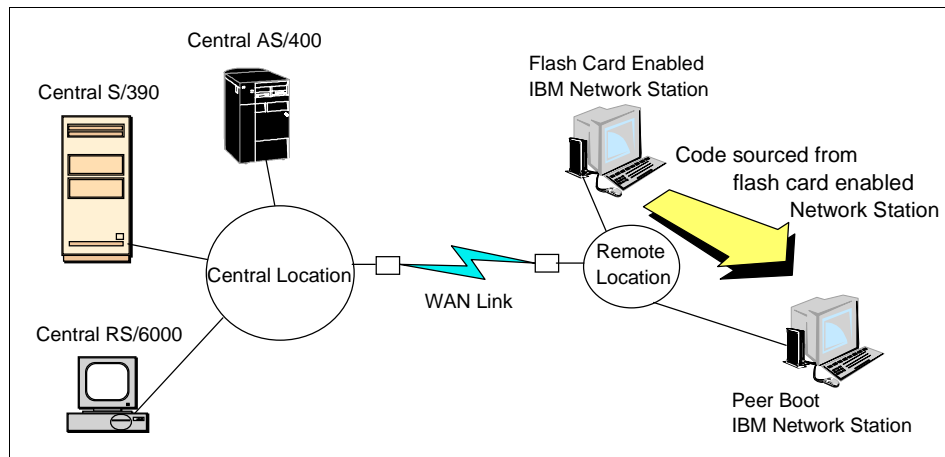 Central AS/400
Central S/390
Flash Card Enabled
IBM Network Station
Code sourced from
flash card enabled
Network Station
Central Location
WAN Link
Remote
Location
Central RS/6000
Peer Boot
IBM Network Station